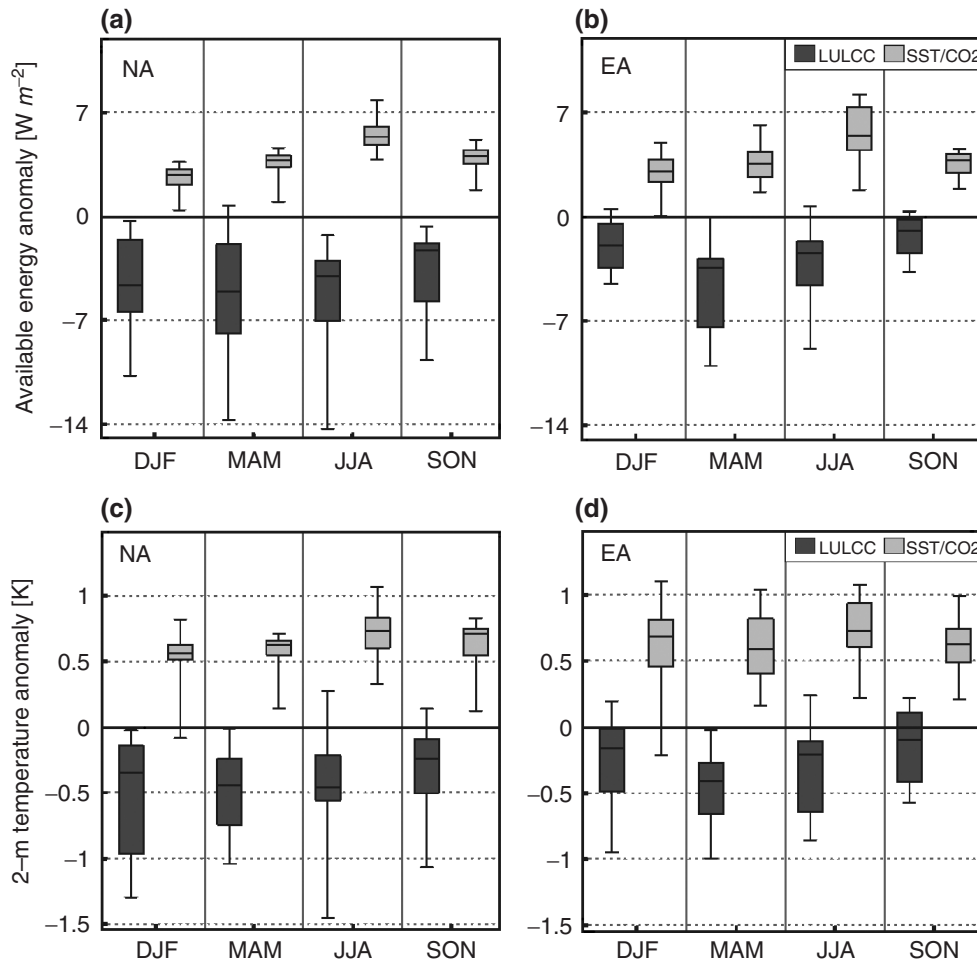 (a)
(b)
Available energy anomaly [W m−2]
NA
EA
LULCC
SST/CO2
7
0
−7
−14
7
0
−7
−14
DJF MAM JJA SON
DJF MAM JJA SON
(c)
(d)
2–m temperature anomaly [K]
NA
EA
LULCC
SST/CO2
1
0.5
0
−0.5
−1
−1.5
1
0.5
0
−0.5
−1
−1.5
DJF MAM JJA SON
DJF MAM JJA SON